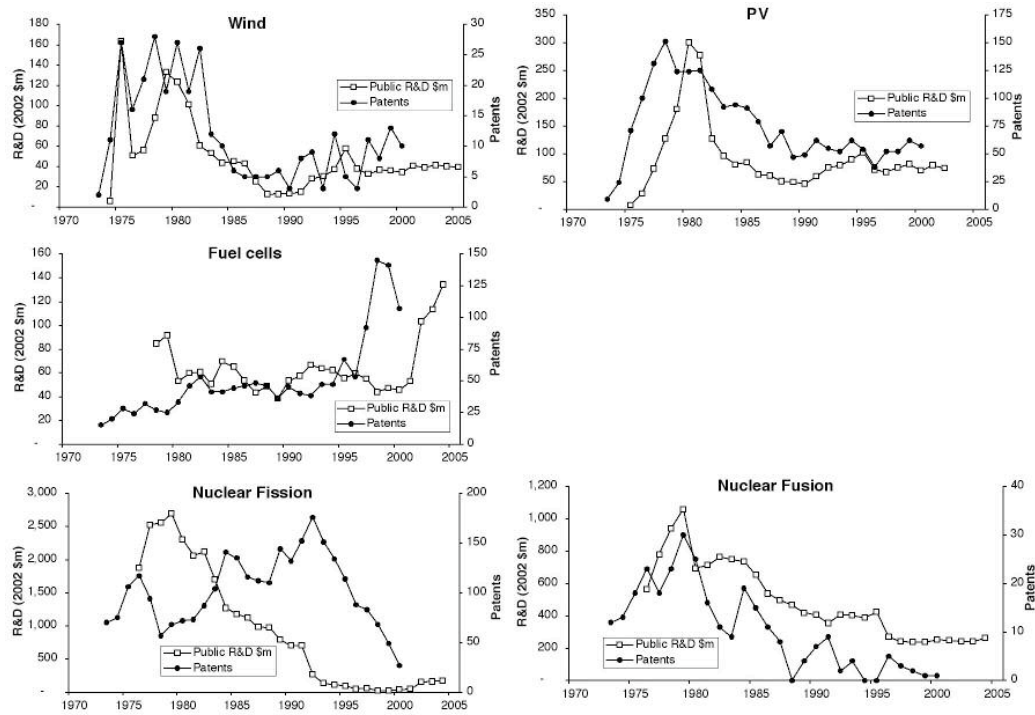 Wind
R&D (2002 $m)
180
160
140
120
100
80
60
40
20
-
30
25
20
15
10
5
0
Patents
Public R&D $m
Patents
1970 1975 1980 1985 1990 1995 2000 2005
PV
R&D (2002 $m)
350
300
250
200
150
100
50
-
175
150
125
100
75
50
25
0
Patents
Public R&D $m
Patents
1970 1975 1980 1985 1990 1995 2000 2005
Fuel cells
R&D (2002 $m)
160
140
120
100
80
60
40
20
-
150
125
100
75
50
25
0
Patents
Public R&D $m
Patents
1970 1975 1980 1985 1990 1995 2000 2005
Nuclear Fission
R&D (2002 $m)
3,000
2,500
2,000
1,500
1,000
500
-
200
150
100
50
0
Patents
Public R&D $m
Patents
1970 1975 1980 1985 1990 1995 2000 2005
Nuclear Fusion
R&D (2002 $m)
1,200
1,000
800
600
400
200
-
40
30
20
10
0
Patents
Public R&D $m
Patents
1970 1975 1980 1985 1990 1995 2000 2005